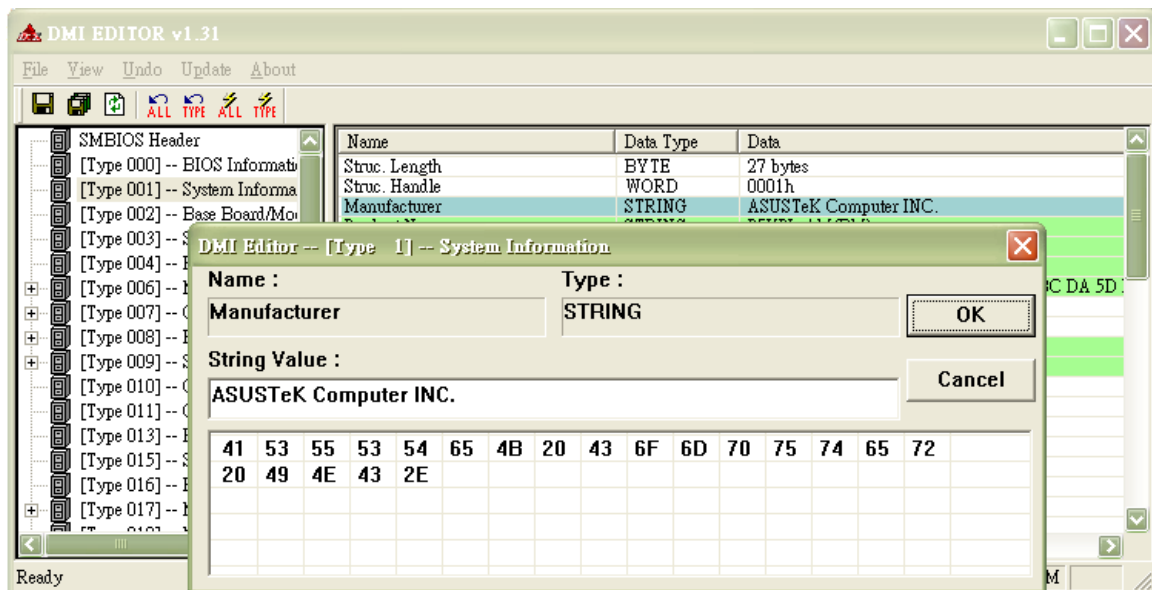 DMI EDITOR v1.31
File View Undo Update About
ALL TYPE ALL TYPE
SMBIOS Header
[Type 000] -- BIOS Informati
[Type 001] -- System Informa
[Type 002] -- Base Board/Mo
[Type 003] --
[Type 004] --
[Type 006] --
[Type 007] --
[Type 008] --
[Type 009] --
[Type 010] --
[Type 011] --
[Type 013] --
[Type 015] --
[Type 016] --
[Type 017] --
Name Data Type Data
Struc. Length BYTE 27 bytes
Struc. Handle WORD 0001h
Manufacturer STRING ASUSTeK Computer INC.
DA 5D
DMI Editor -- [Type 1] -- System Information
Name : Type :
Manufacturer STRING
OK
String Value :
Cancel
ASUSTeK Computer INC.
41 53 55 53 54 65 4B 20 43 6F 6D 70 75 74 65 72
20 49 4E 43 2E
Ready